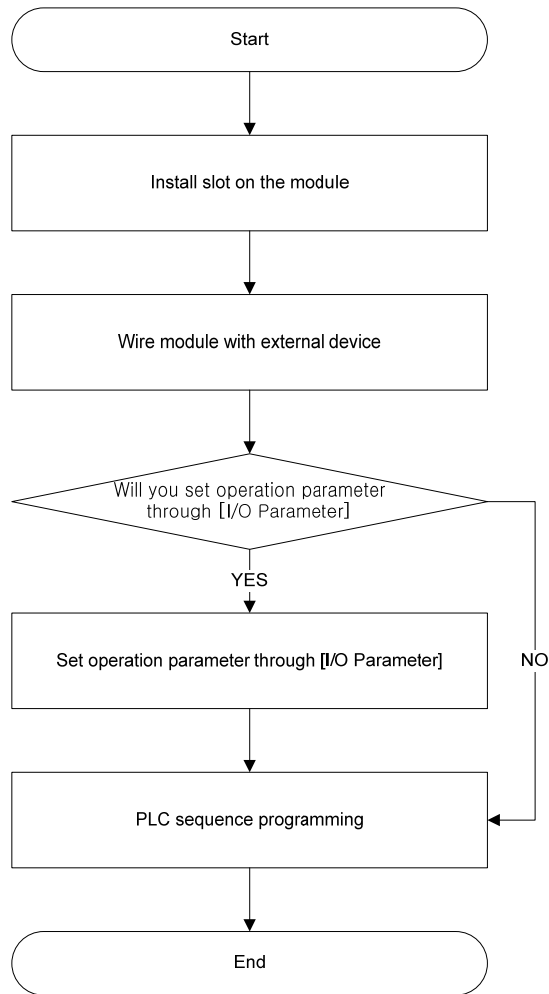 Start
Install slot on the module
Wire module with external device
Will you set operation parameter
through [I/O Parameter]
YES
Set operation parameter through [I/O Parameter]
NO
PLC sequence programming
End